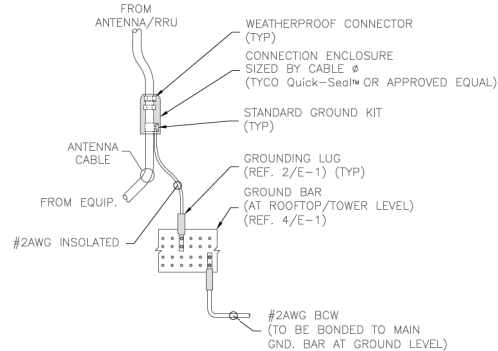 FROM
ANTENNA/RRU
WEATHERPROOF CONNECTOR
(TYP)
CONNECTION ENCLOSURE
SIZED BY CABLE ø
(TYCO Quick-Seal™ OR APPROVED EQUAL)
STANDARD GROUND KIT
(TYP)
ANTENNA
CABLE
GROUNDING LUG
(REF. 2/E-1) (TYP)
FROM EQUIP.
GROUND BAR
(AT ROOFTOP/TOWER LEVEL)
(REF. 4/E-1)
#2AWG INSOLATED
#2AWG BCW
(TO BE BONDED TO MAIN
GND. BAR AT GROUND LEVEL)